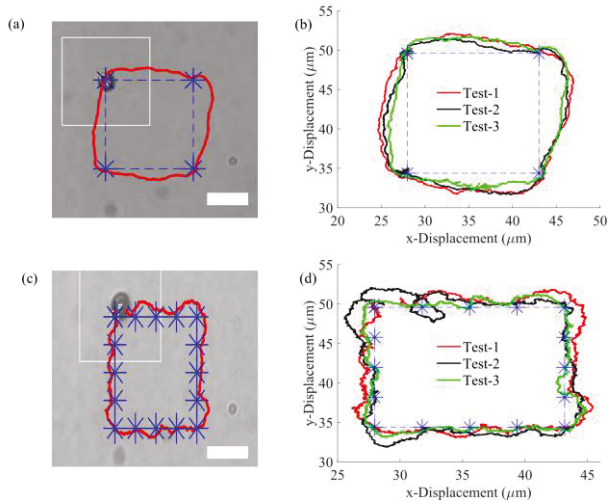 (a)
(b)
y-Displacement (μm)
55
50
45
40
35
30
Test-1
Test-2
Test-3
20 25 30 35 40 45 50
x-Displacement (μm)
(c)
(d)
y-Displacement (μm)
55
50
45
40
35
30
Test-1
Test-2
Test-3
25 30 35 40 45
x-Displacement (μm)